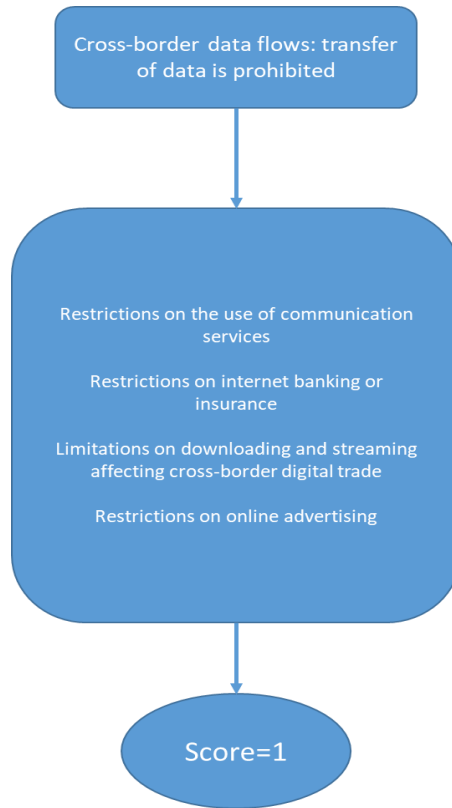 Cross-border data flows: transfer
of data is prohibited
Restrictions on the use of communication
services
Restrictions on internet banking or
insurance
Limitations on downloading and streaming
affecting cross-border digital trade
Restrictions on online advertising
Score=1